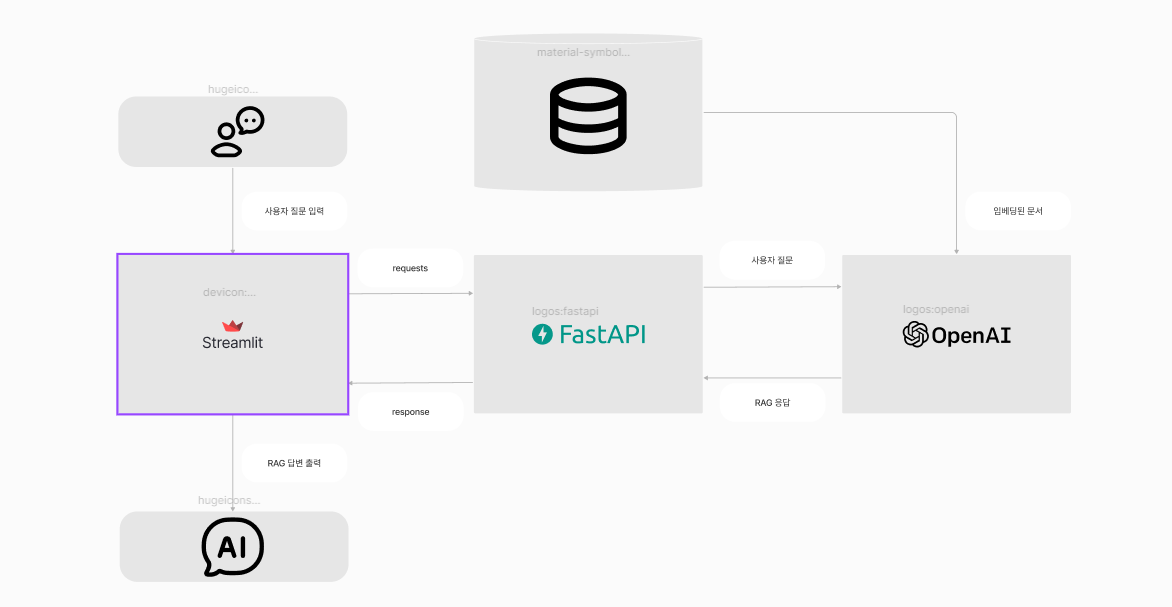 material-symbol...
hugeico...
사용자 질문 입력
임베딩된 문서
requests
사용자 질문
devicon:...
Streamlit
logos:fastapi
FastAPI
logos:openai
OpenAI
response
RAG 응답
RAG 답변 출력
hugeicons...
AI